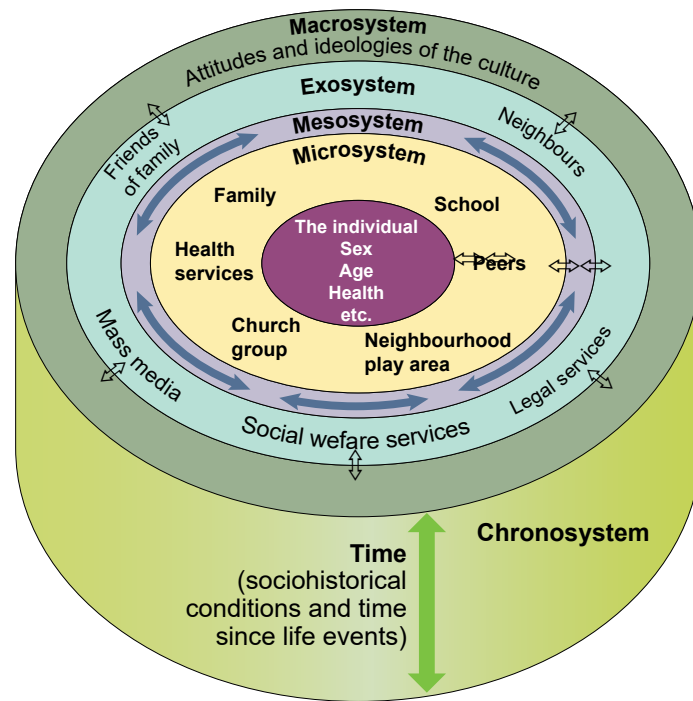 Macrosystem
Attitudes and ideologies of the culture
Exosystem
Mesosystem
Microsystem
Friends
of family
Neighbours
Family
School
The individual
Sex
Age
Health
etc.
Health
services
Peers
Church
group
Neighbourhood
play area
Mass media
Social wefare services
Legal services
Chronosystem
Time
(sociohistorical
conditions and time
since life events)